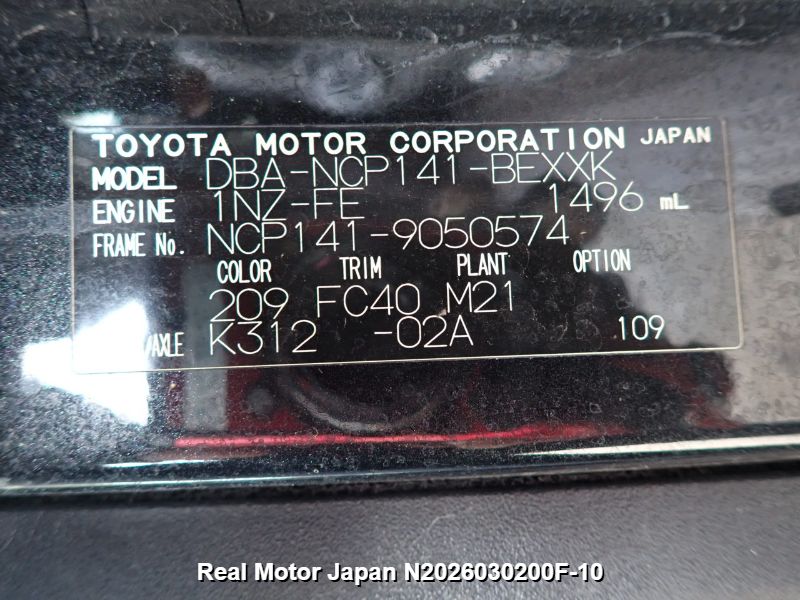 TOYOTA MOTOR CORPORATION JAPAN
MODEL DBA-NCP141-BEXXK
ENGINE 1NZ-FE 1496 mL
FRAME No. NCP141-9050574
COLOR TRIM PLANT OPTION
209 FC40 M21
/AXLE K312 -02A 109
Real Motor Japan N2026030200F-10